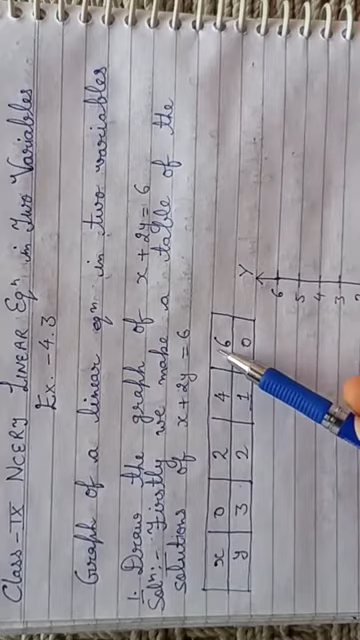 Class-IX NCERY LINEAR Eqⁿ in Two Variables
Ex. - 4.3
Graph of a linear eqⁿ in two variables
1. Draw the graph of x + 2y = 6
Solⁿ:- Firstly we make a table of the
solutions of x + 2y = 6
x | 0 | 2 | 4 | 6
y | 3 | 2 | 1 | 0
Y
6
5
4
3